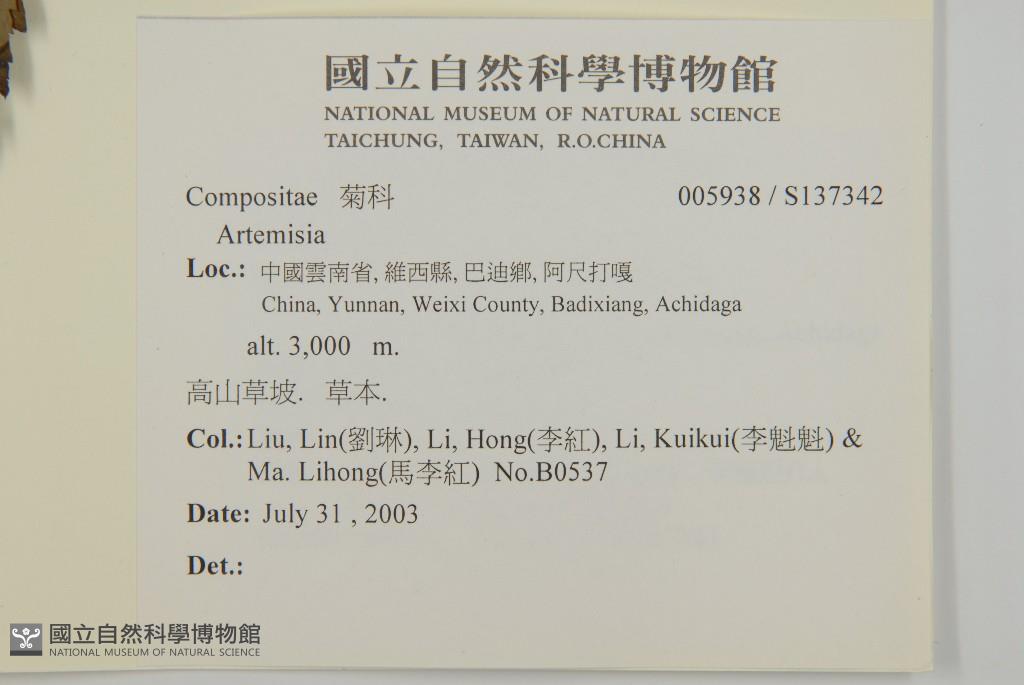 國立自然科學博物館
NATIONAL MUSEUM OF NATURAL SCIENCE
TAICHUNG, TAIWAN, R.O.CHINA
Compositae 菊科 005938 / S137342
Artemisia
Loc.: 中國雲南省, 維西縣, 巴迪鄉, 阿尺打嘎
China, Yunnan, Weixi County, Badixiang, Achidaga
alt. 3,000 m.
高山草坡. 草本.
Col.: Liu, Lin(劉琳), Li, Hong(李紅), Li, Kuikui(李魁魁) &
Ma. Lihong(馬李紅) No.B0537
Date: July 31 , 2003
Det.:
國立自然科學博物館
NATIONAL MUSEUM OF NATURAL SCIENCE